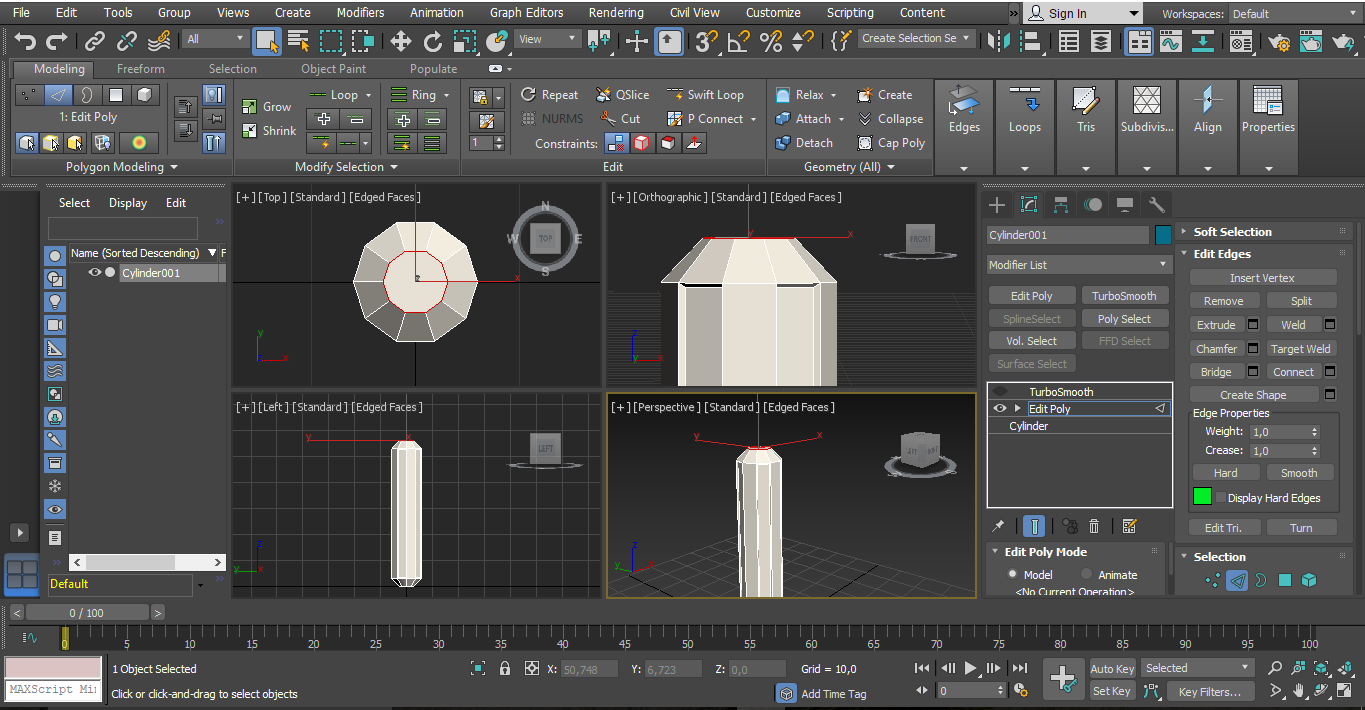 File Edit Tools Group Views Create Modifiers Animation Graph Editors Rendering Civil View Customize Scripting Content » Sign In Workspaces: Default
All View 3 Create Selection Se
Modeling Freeform Selection Object Paint Populate
1: Edit Poly
Polygon Modeling
Grow
Shrink
Loop Ring
Modify Selection
1
Repeat QSlice Swift Loop
NURMS Cut P Connect
Constraints:
Edit
Relax Create
Attach Collapse
Detach Cap Poly
Geometry (All)
Edges Loops Tris Subdivis... Align Properties
Select Display Edit
Name (Sorted Descending) F
Cylinder001
Default
[+] [Top ] [Standard ] [Edged Faces ]
N
W TOP E
S
x
y
x
z
[+] [Orthographic ] [Standard ] [Edged Faces ]
FRONT
y x
z
y x
[+] [Left ] [Standard ] [Edged Faces ]
LEFT
y x
z
y x
[+] [Perspective ] [Standard ] [Edged Faces ]
y x
z
y x
Cylinder001
Modifier List
Edit Poly TurboSmooth
SplineSelect Poly Select
Vol. Select FFD Select
Surface Select
TurboSmooth
Edit Poly
Cylinder
Edit Poly Mode
Model Animate
<No Current Operation>
Soft Selection
Edit Edges
Insert Vertex
Remove Split
Extrude Weld
Chamfer Target Weld
Bridge Connect
Create Shape
Edge Properties
Weight: 1,0
Crease: 1,0
Hard Smooth
Display Hard Edges
Edit Tri. Turn
Selection
< 0 / 100 >
0 5 10 15 20 25 30 35 40 45 50 55 60 65 70 75 80 85 90 95 100
MAXScript Mi
1 Object Selected
Click or click-and-drag to select objects
X: 50,748 Y: 6,723 Z: 0,0 Grid = 10,0
Add Time Tag
0
Auto Key Selected
Set Key Key Filters...